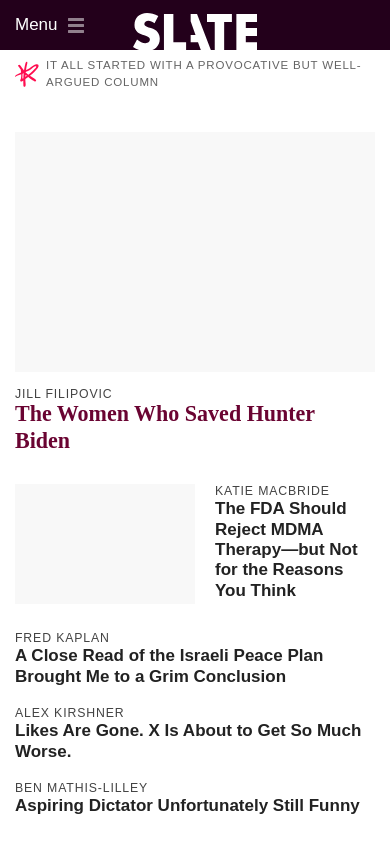 Menu
SLATE
IT ALL STARTED WITH A PROVOCATIVE BUT WELL-
ARGUED COLUMN
JILL FILIPOVIC
The Women Who Saved Hunter
Biden
KATIE MACBRIDE
The FDA Should
Reject MDMA
Therapy—but Not
for the Reasons
You Think
FRED KAPLAN
A Close Read of the Israeli Peace Plan
Brought Me to a Grim Conclusion
ALEX KIRSHNER
Likes Are Gone. X Is About to Get So Much
Worse.
BEN MATHIS-LILLEY
Aspiring Dictator Unfortunately Still Funny